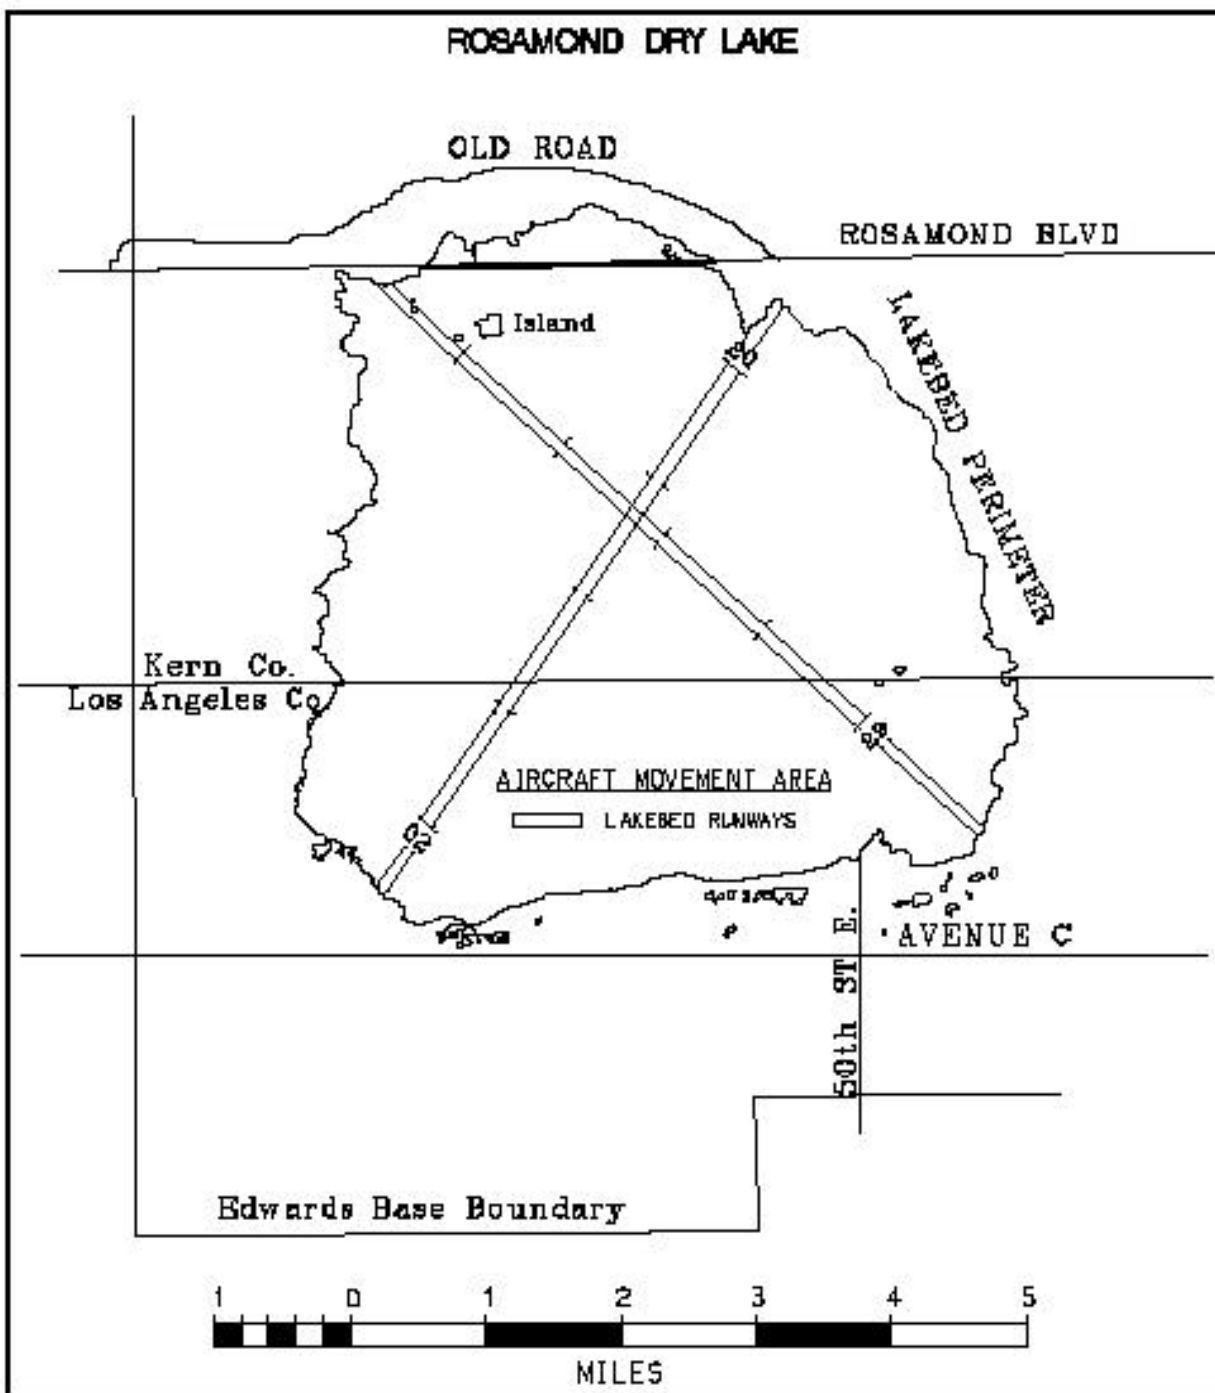 ROSAMOND DRY LAKE
OLD ROAD
ROSAMOND BLVD
LAKEBED PERIMETER
Island
Kern Co.
Los Angeles Co
AIRCRAFT MOVEMENT AREA
LAKEBED RUNWAYS
50th ST E.
AVENUE C
Edwards Base Boundary
1 0 1 2 3 4 5
MILES